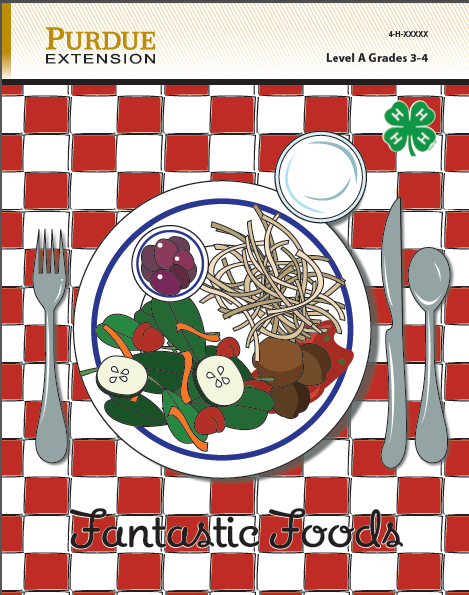 PURDUE
EXTENSION
4-H-XXXXX
Level A Grades 3-4
H H
H H
Fantastic Foods